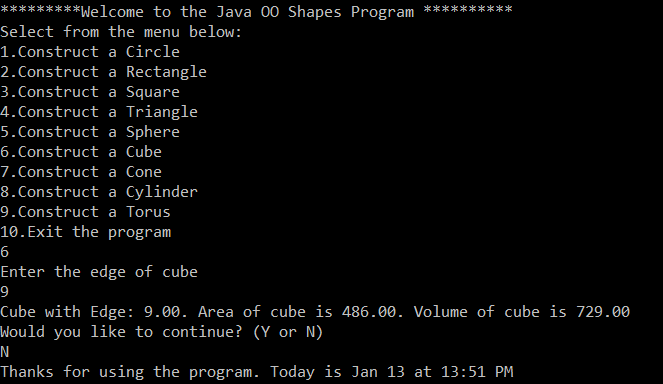 *********Welcome to the Java OO Shapes Program **********
Select from the menu below:
1.Construct a Circle
2.Construct a Rectangle
3.Construct a Square
4.Construct a Triangle
5.Construct a Sphere
6.Construct a Cube
7.Construct a Cone
8.Construct a Cylinder
9.Construct a Torus
10.Exit the program
6
Enter the edge of cube
9
Cube with Edge: 9.00. Area of cube is 486.00. Volume of cube is 729.00
Would you like to continue? (Y or N)
N
Thanks for using the program. Today is Jan 13 at 13:51 PM